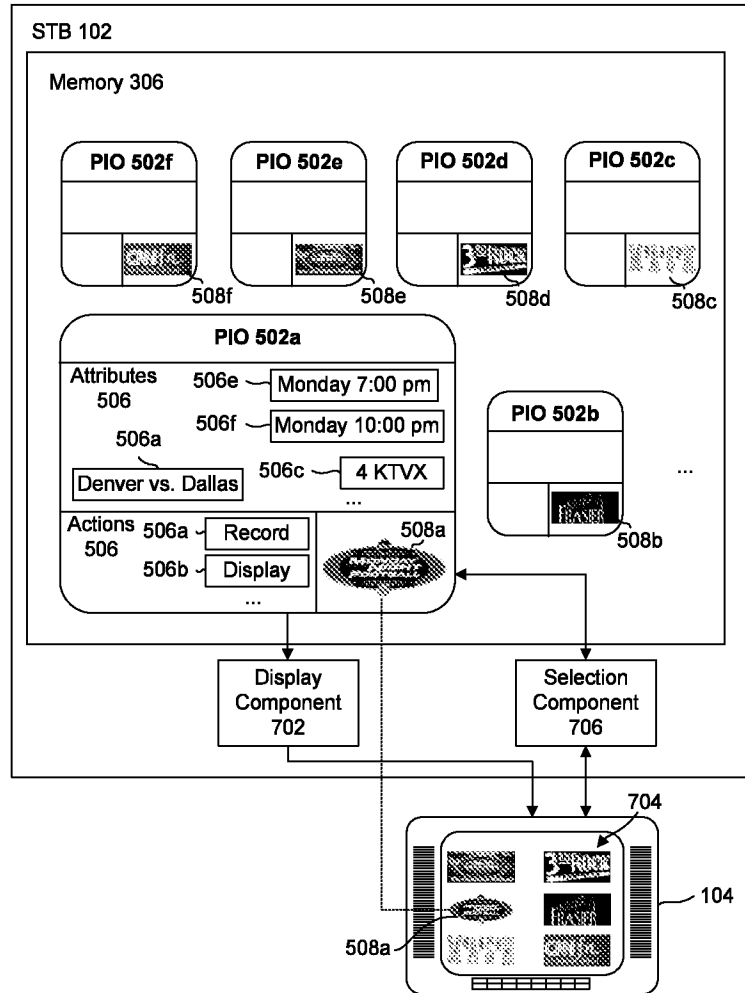 STB 102
Memory 306
PIO 502f
PIO 502e
PIO 502d
PIO 502c
508f
508e
508d
508c
PIO 502a
Attributes
506
506e
Monday 7:00 pm
506f
Monday 10:00 pm
506a
Denver vs. Dallas
506c
4 KTVX
...
PIO 502b
...
508b
Actions
506
506a
Record
506b
Display
...
508a
Display
Component
702
Selection
Component
706
704
104
508a